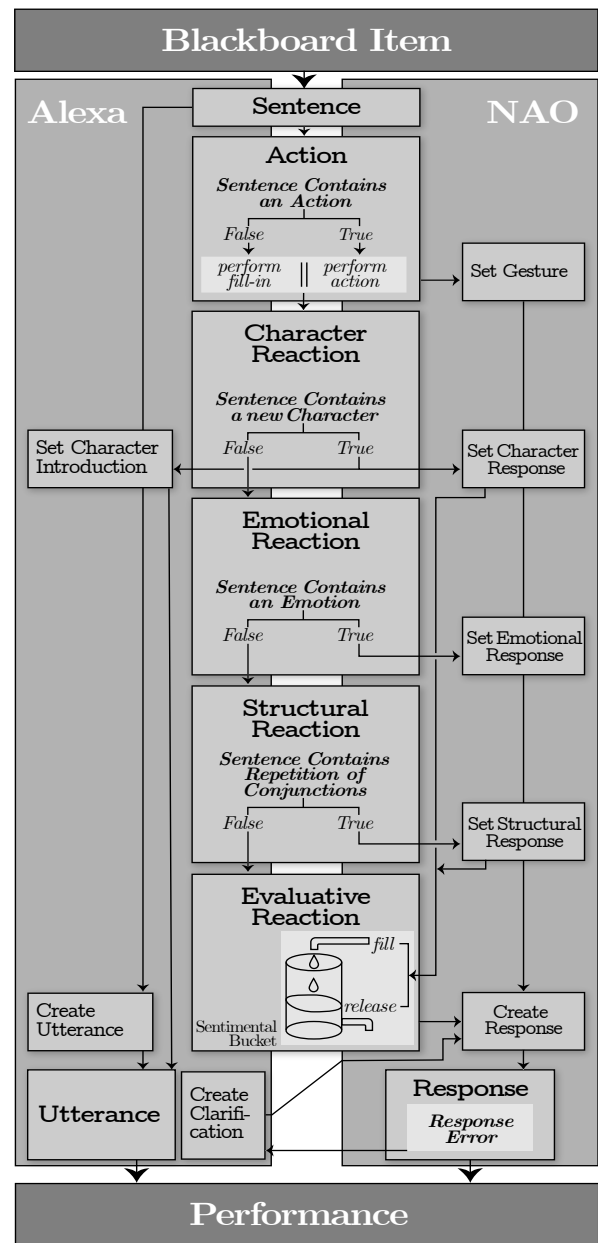 Blackboard Item
Alexa
NAO
Sentence
Action
Sentence Contains
an Action
False
True
perform
fill-in
||
perform
action
Set Gesture
Character
Reaction
Sentence Contains
a new Character
False
True
Set Character
Introduction
Set Character
Response
Emotional
Reaction
Sentence Contains
an Emotion
False
True
Set Emotional
Response
Structural
Reaction
Sentence Contains
Repetition of
Conjunctions
False
True
Set Structural
Response
Evaluative
Reaction
fill
release
Sentimental
Bucket
Create
Utterance
Create
Response
Utterance
Create
Clarifi-
cation
Response
Response
Error
Performance